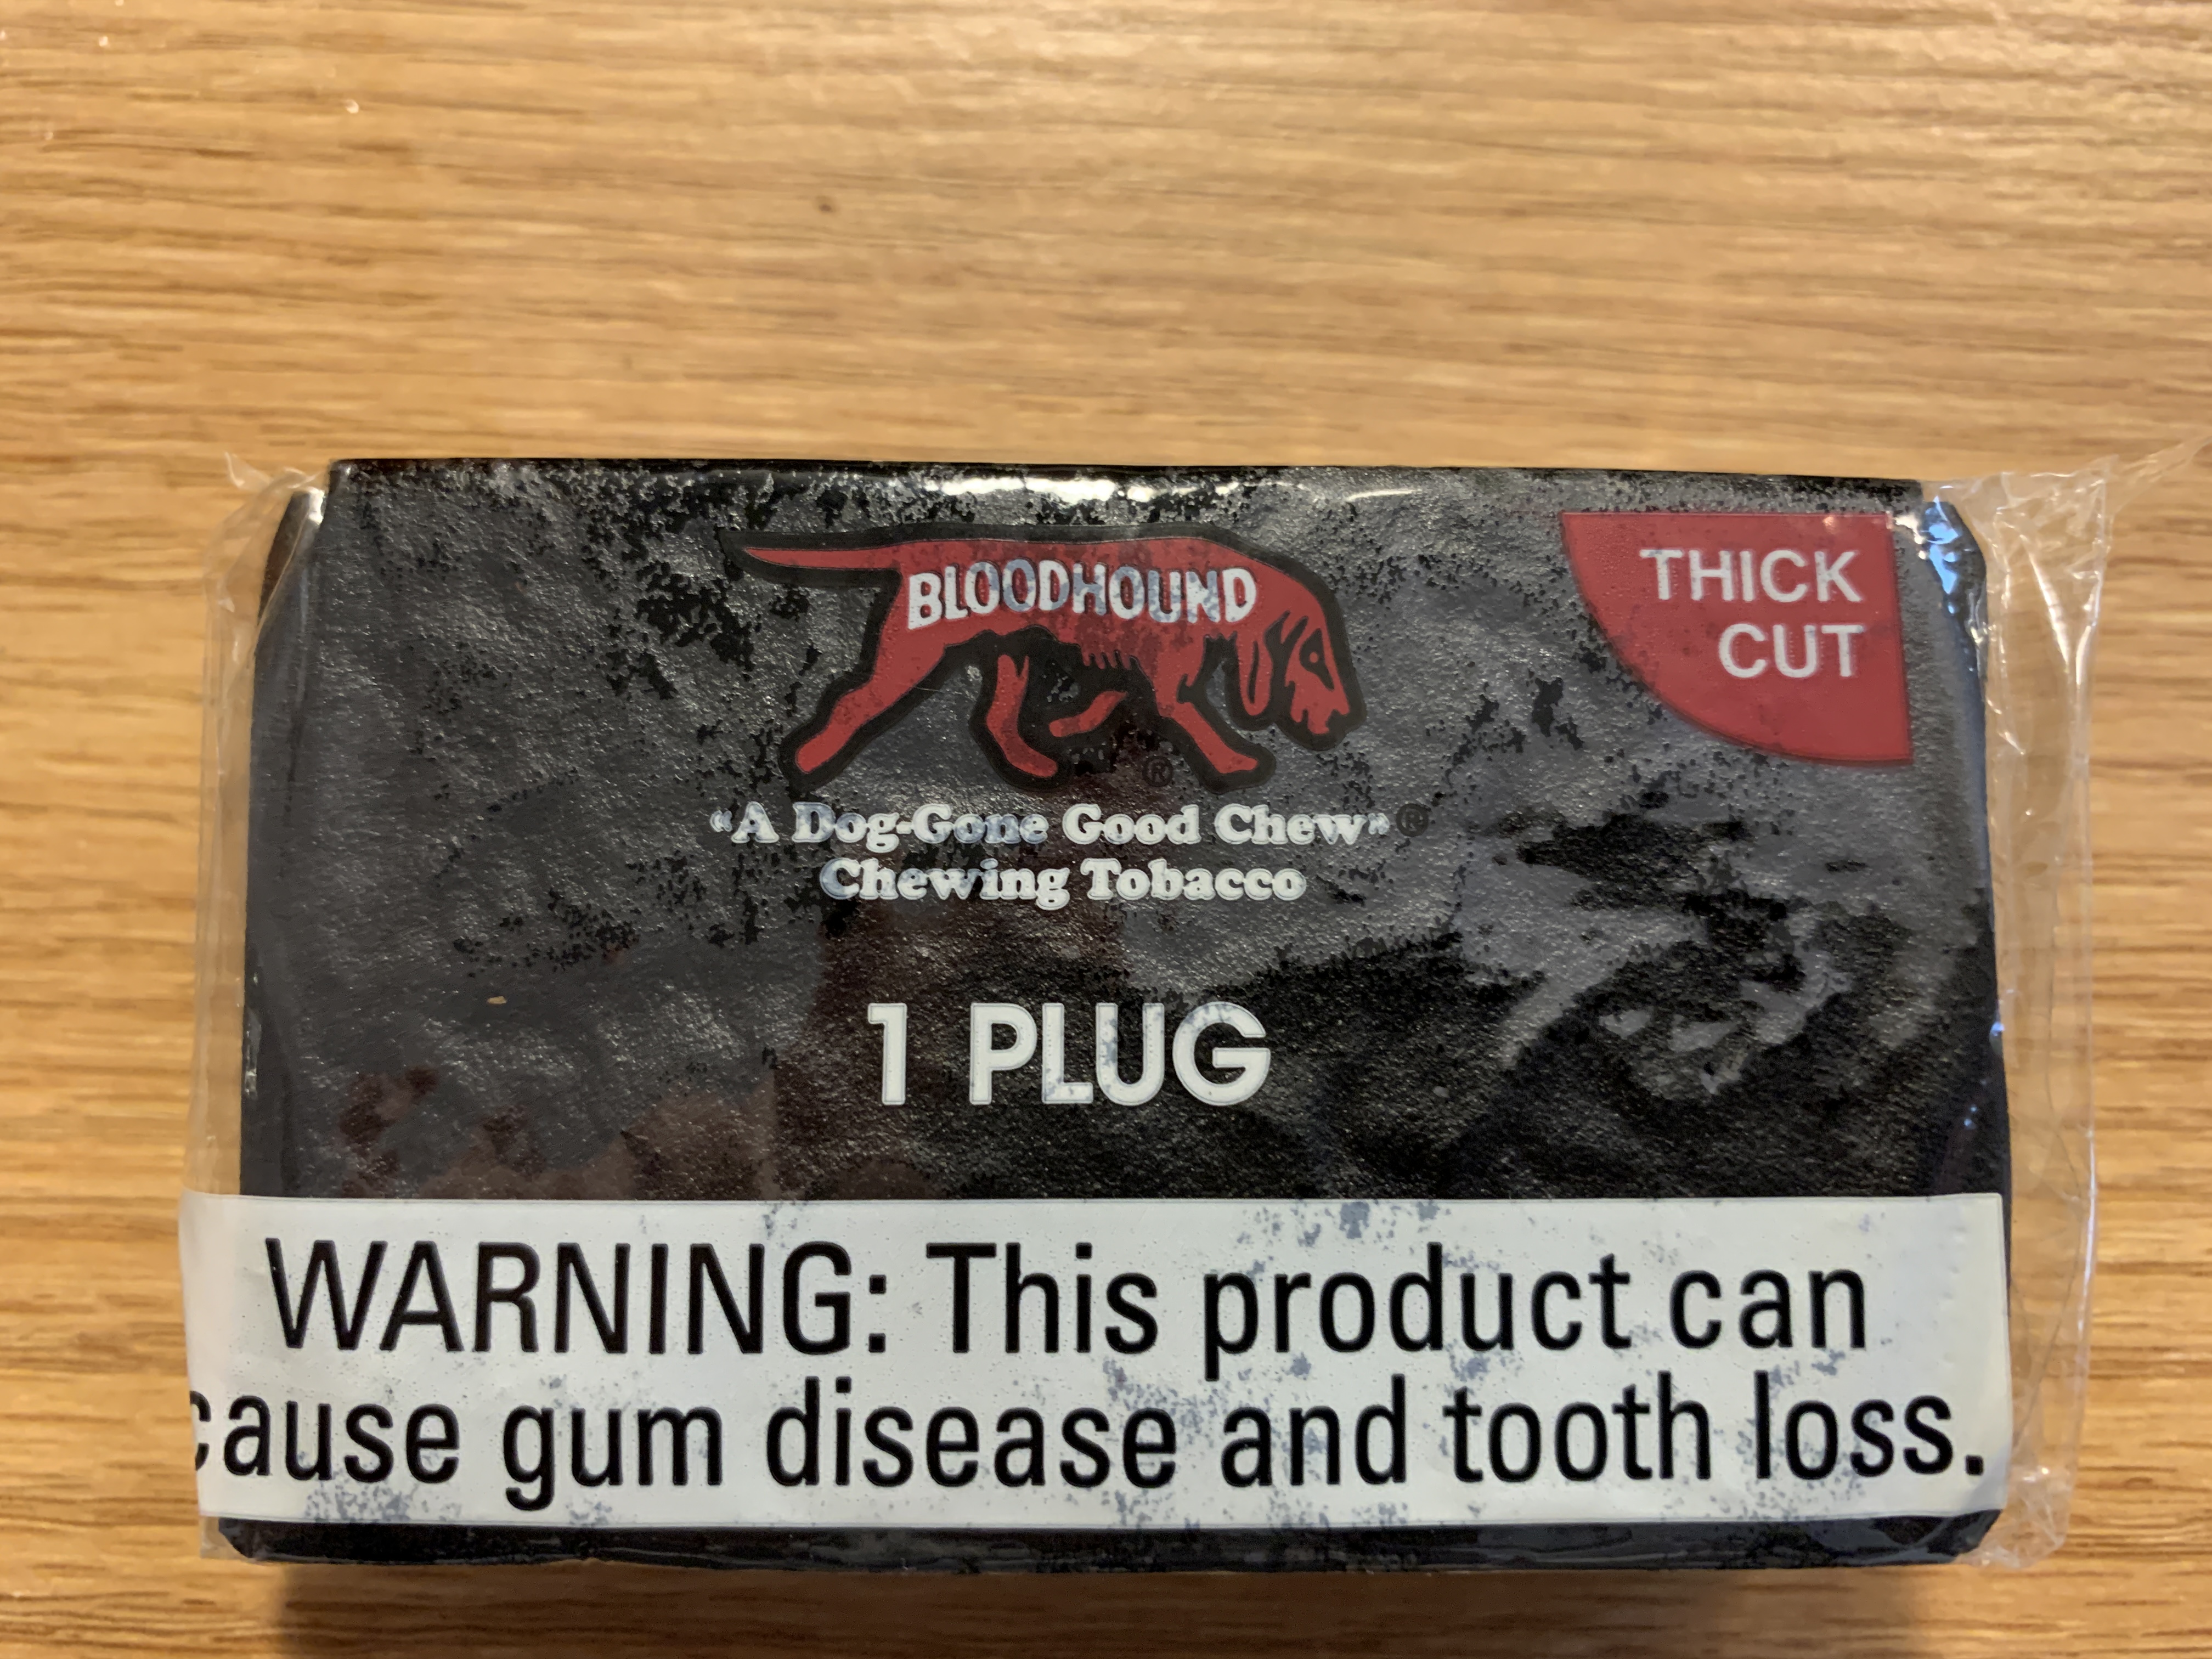 BLOODHOUND
THICK
CUT
®
“A Dog-Gone Good Chew”®
Chewing Tobacco
1 PLUG
WARNING: This product can
cause gum disease and tooth loss.